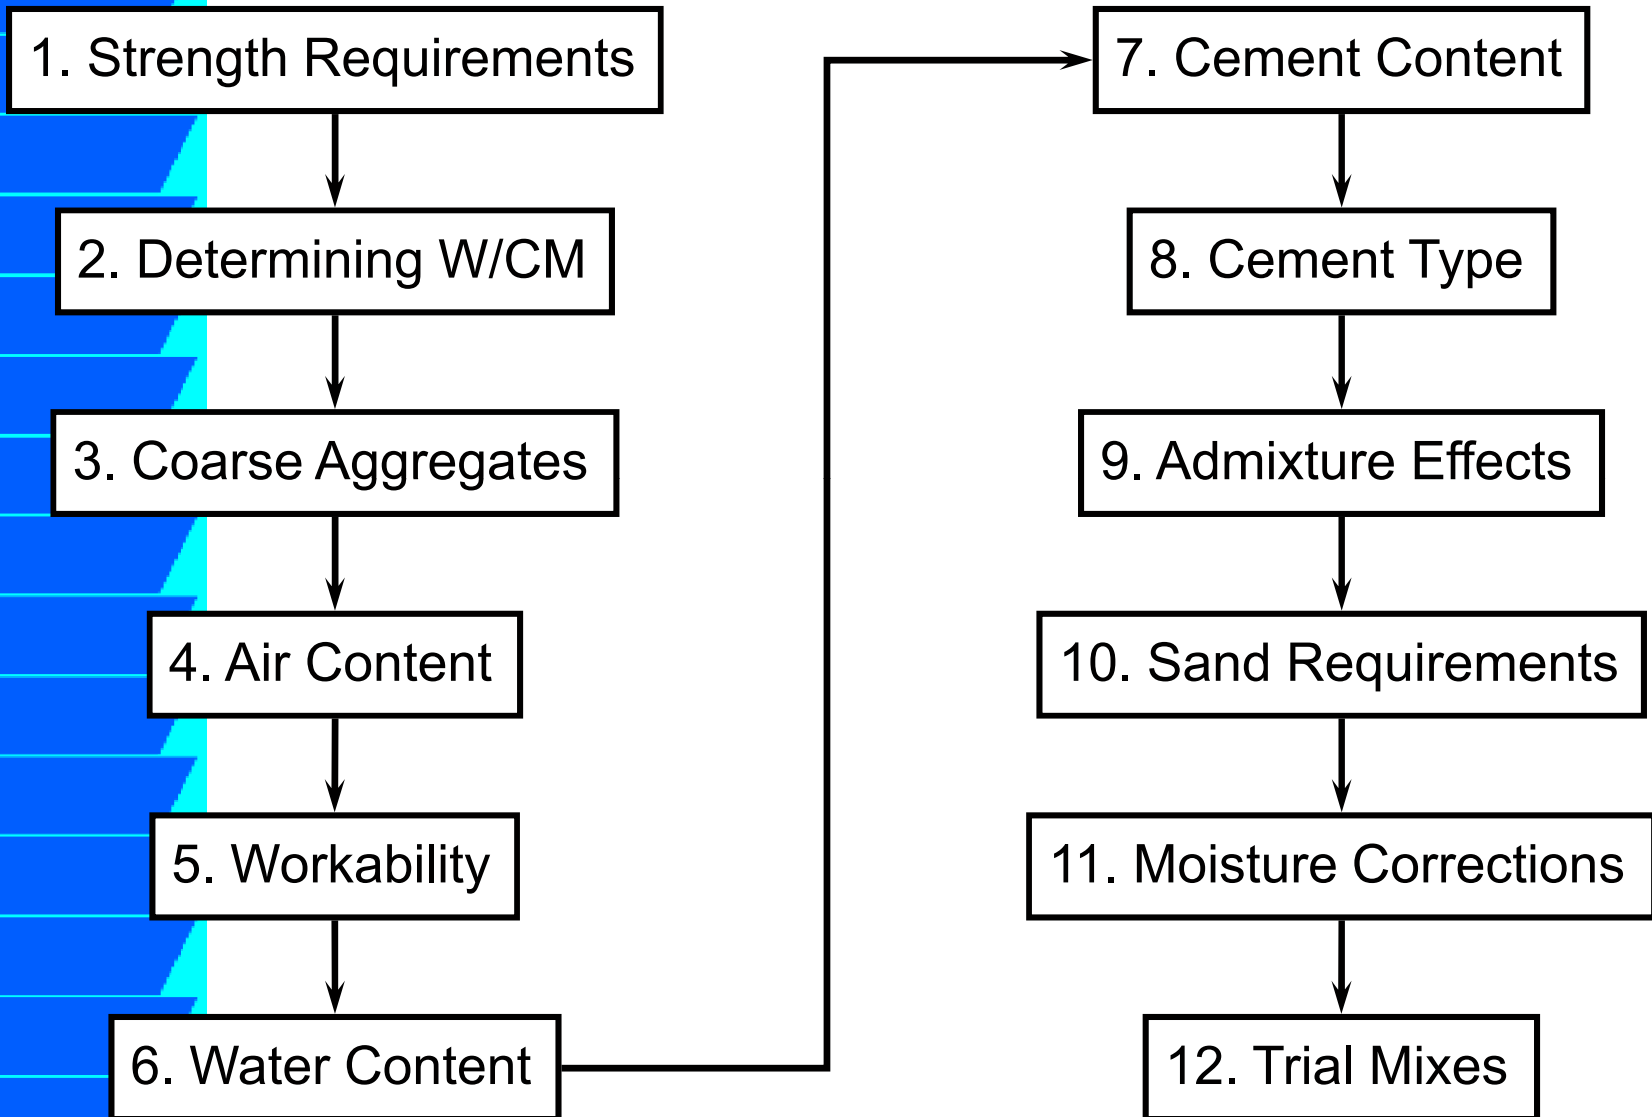 1. Strength Requirements
2. Determining W/CM
3. Coarse Aggregates
4. Air Content
5. Workability
6. Water Content
7. Cement Content
8. Cement Type
9. Admixture Effects
10. Sand Requirements
11. Moisture Corrections
12. Trial Mixes